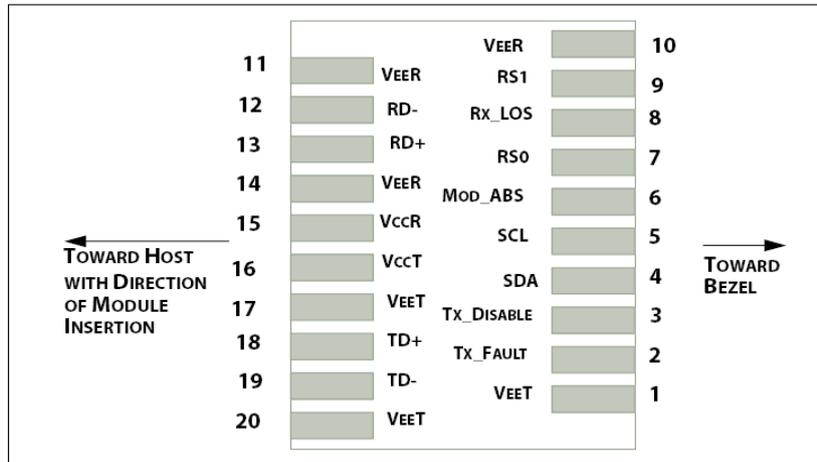 11 VEER
12 RD-
13 RD+
14 VEER
15 VCCR
16 VCCT
17 VEET
18 TD+
19 TD-
20 VEET
VEER 10
RS1 9
RX_LOS 8
RS0 7
MOD_ABS 6
SCL 5
SDA 4
TX_DISABLE 3
TX_FAULT 2
VEET 1
TOWARD HOST
WITH DIRECTION
OF MODULE
INSERTION
TOWARD
BEZEL